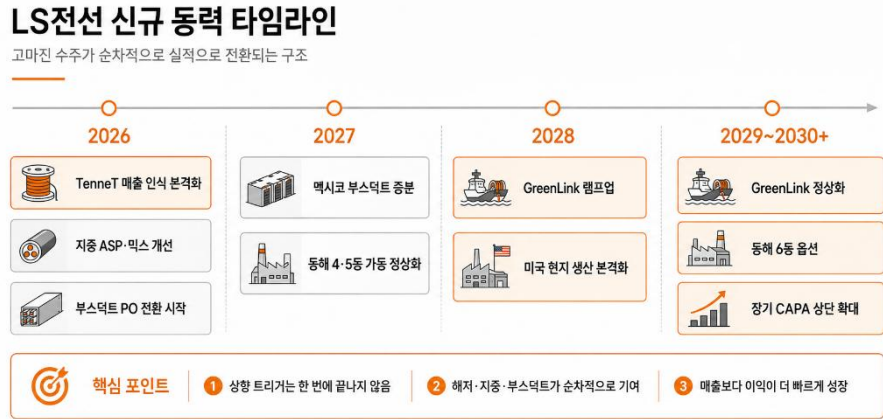 LS전선 신규 동력 타임라인
고마진 수주가 순차적으로 실적으로 전환되는 구조
2026
TenneT 매출 인식 본격화
지중 ASP·믹스 개선
부스덕트 PO 전환 시작
2027
멕시코 부스덕트 증분
동해 4·5동 가동 정상화
2028
GreenLink 램프업
미국 현지 생산 본격화
2029~2030+
GreenLink 정상화
동해 6동 옵션
장기 CAPA 상단 확대
핵심 포인트
1 상향 트리거는 한 번에 끝나지 않음
2 해저·지중·부스덕트가 순차적으로 기여
3 매출보다 이익이 더 빠르게 성장